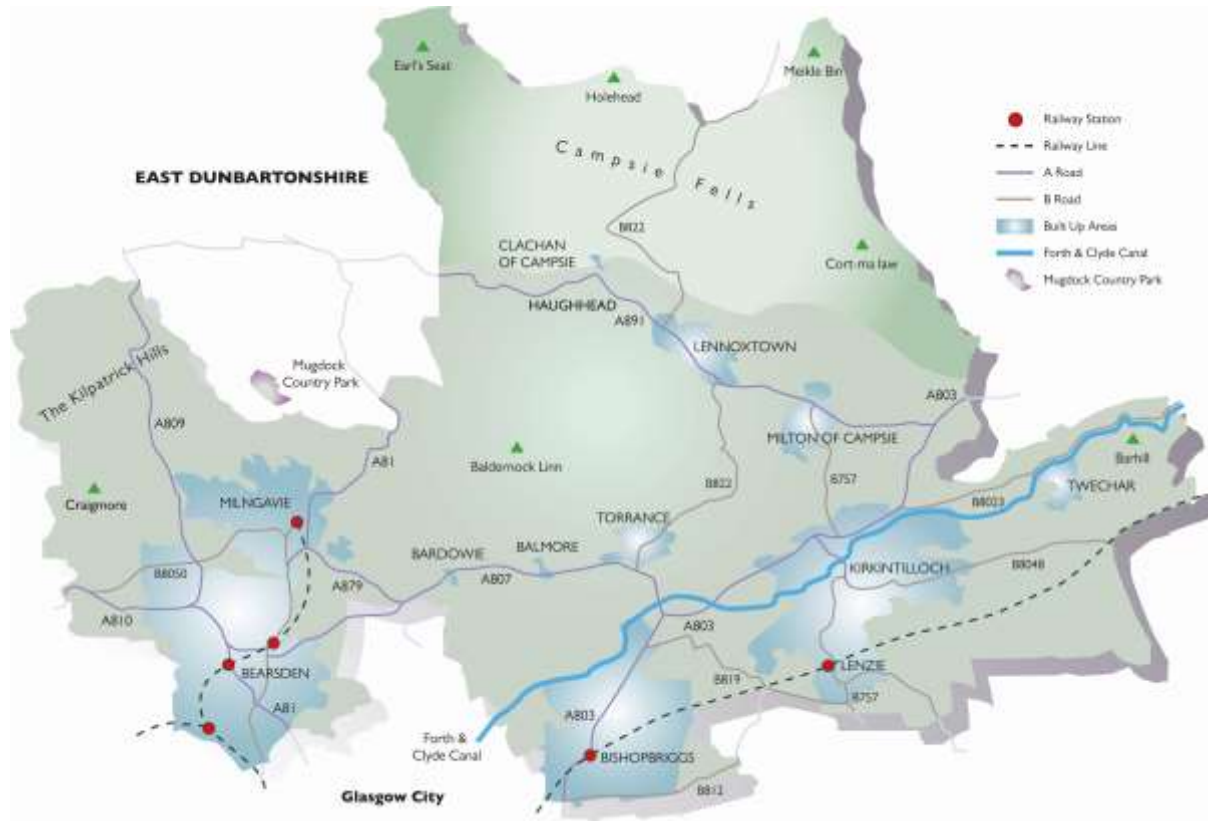 Earl's Seat
Holehead
Meikle Bin
Railway Station
Railway Line
A Road
B Road
Built Up Areas
Forth & Clyde Canal
Mugdock Country Park
Campsie Fells
EAST DUNBARTONSHIRE
B822
CLACHAN
OF CAMPSIE
Cort-ma law
HAUGHHEAD
A891
LENNOXTOWN
The Kilpatrick Hills
Mugdock
Country Park
A803
A809
MILTON OF CAMPSIE
A81
Baldernock Linn
Barhill
Craigmore
B822
B757
TWECHAR
MILNGAVIE
B8023
TORRANCE
BARDOWIE
BALMORE
KIRKINTILLOCH
B8048
B8050
A879
A807
A810
A803
BEARSDEN
LENZIE
B819
B757
A81
A803
Forth &
Clyde Canal
BISHOPBRIGGS
B812
Glasgow City